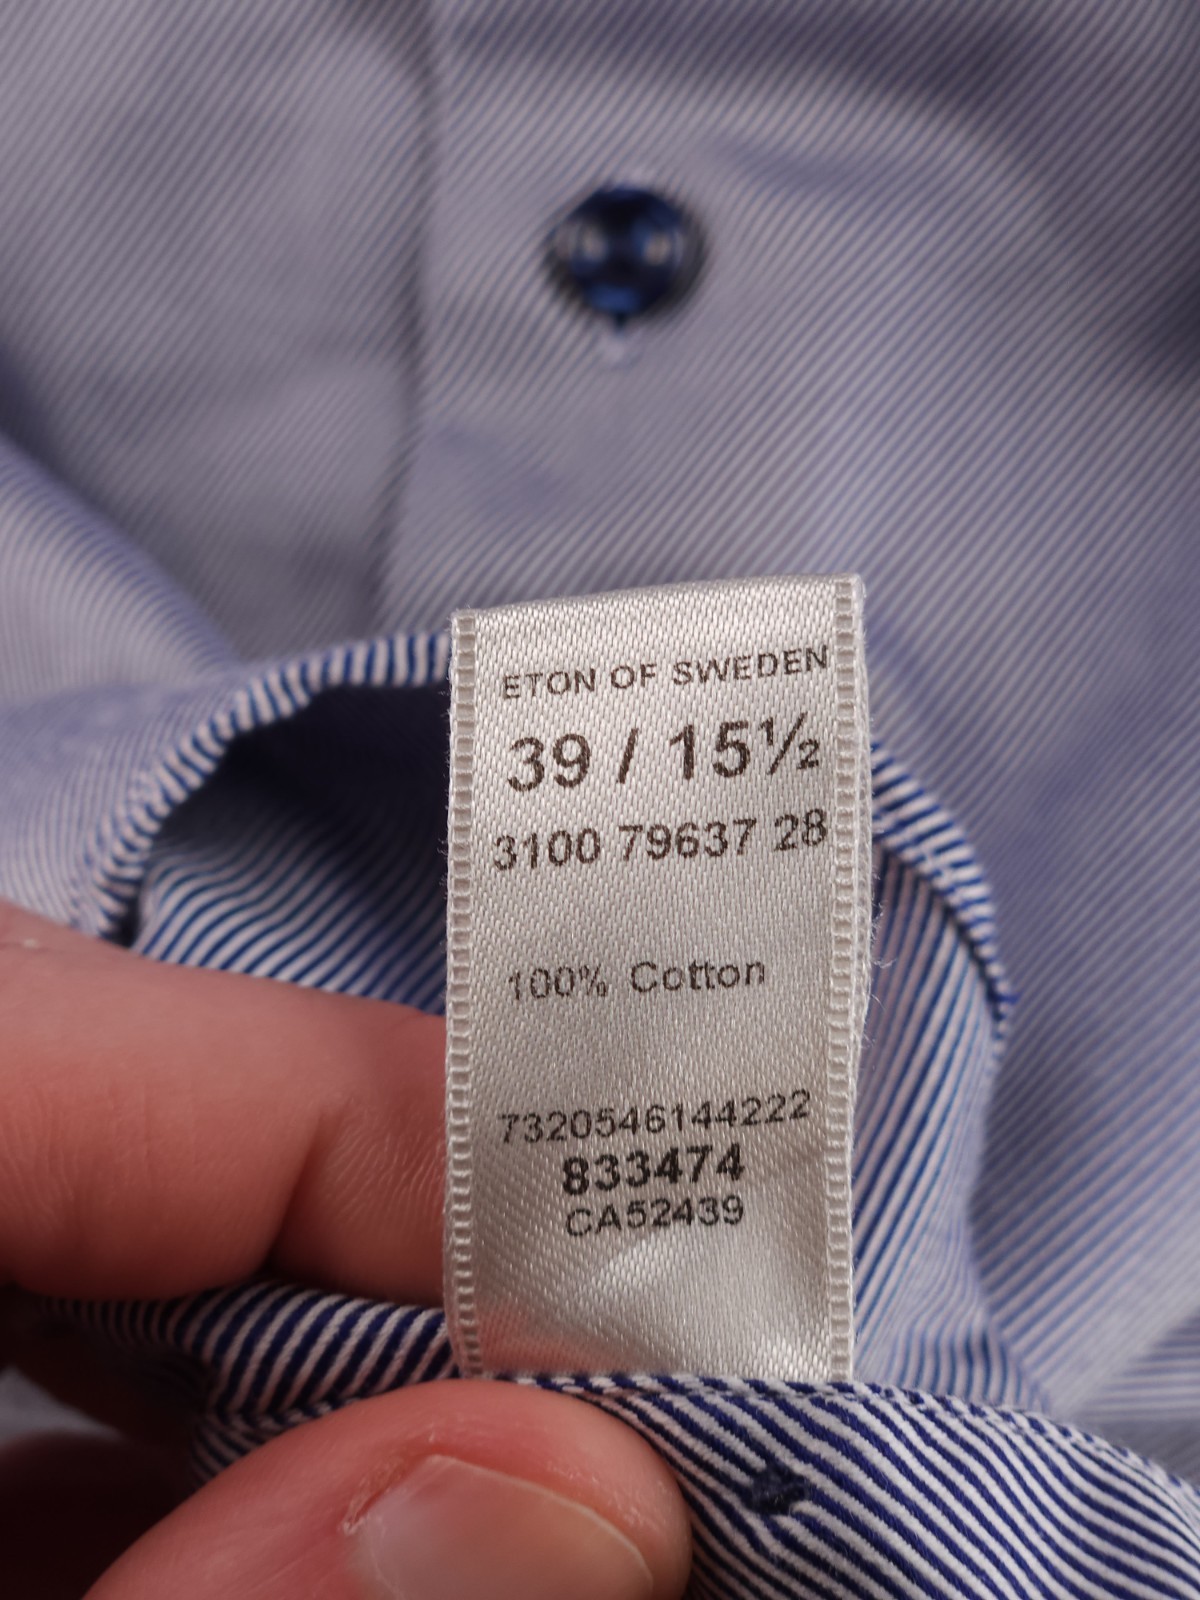 ETON OF SWEDEN
39 / 15½
3100 79637 28
100% Cotton
7320546144222
833474
CA52439